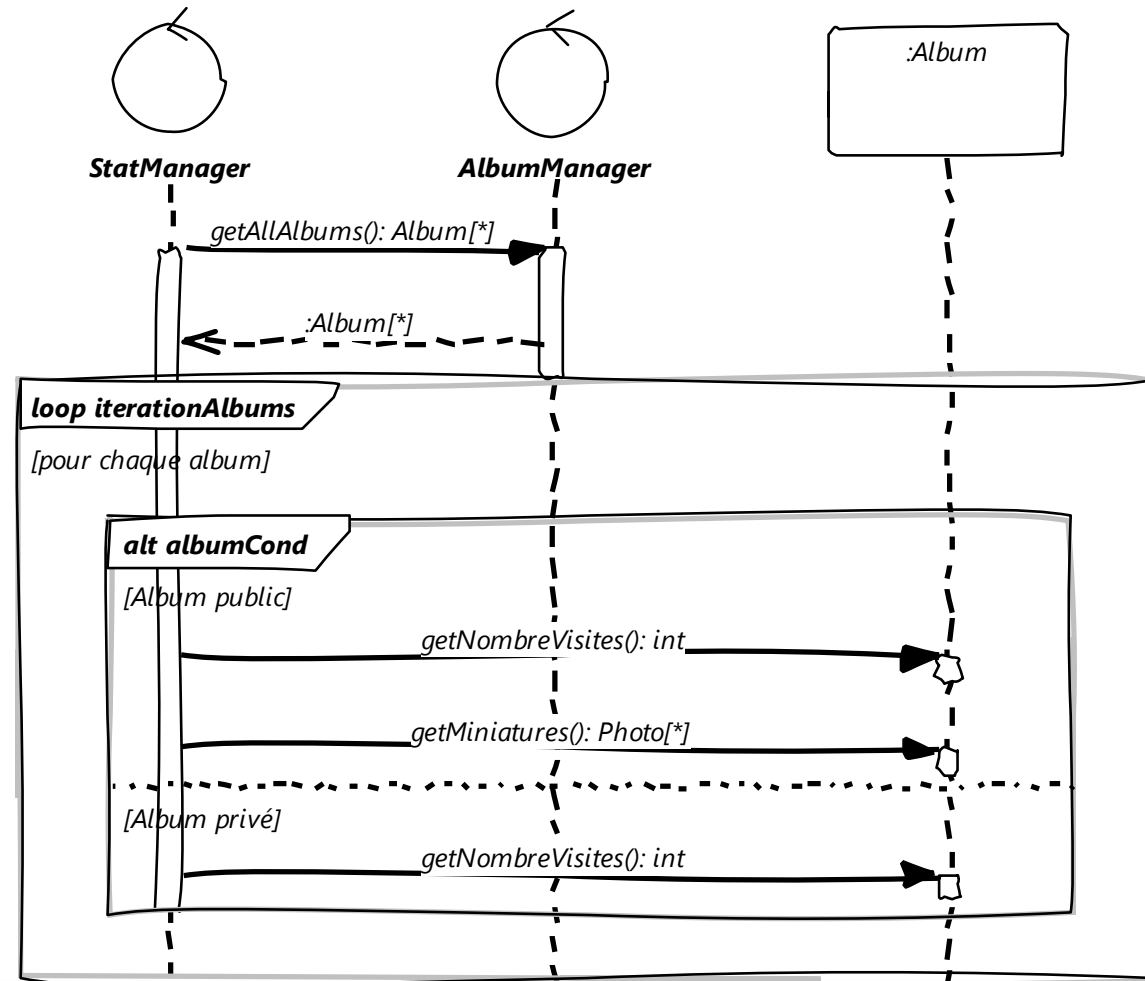 :Album
StatManager
AlbumManager
getAllAlbums(): Album[*]
:Album[*]
loop iterationAlbums
[pour chaque album]
alt albumCond
[Album public]
getNombreVisites(): int
getMiniatures(): Photo[*]
[Album privé]
getNombreVisites(): int